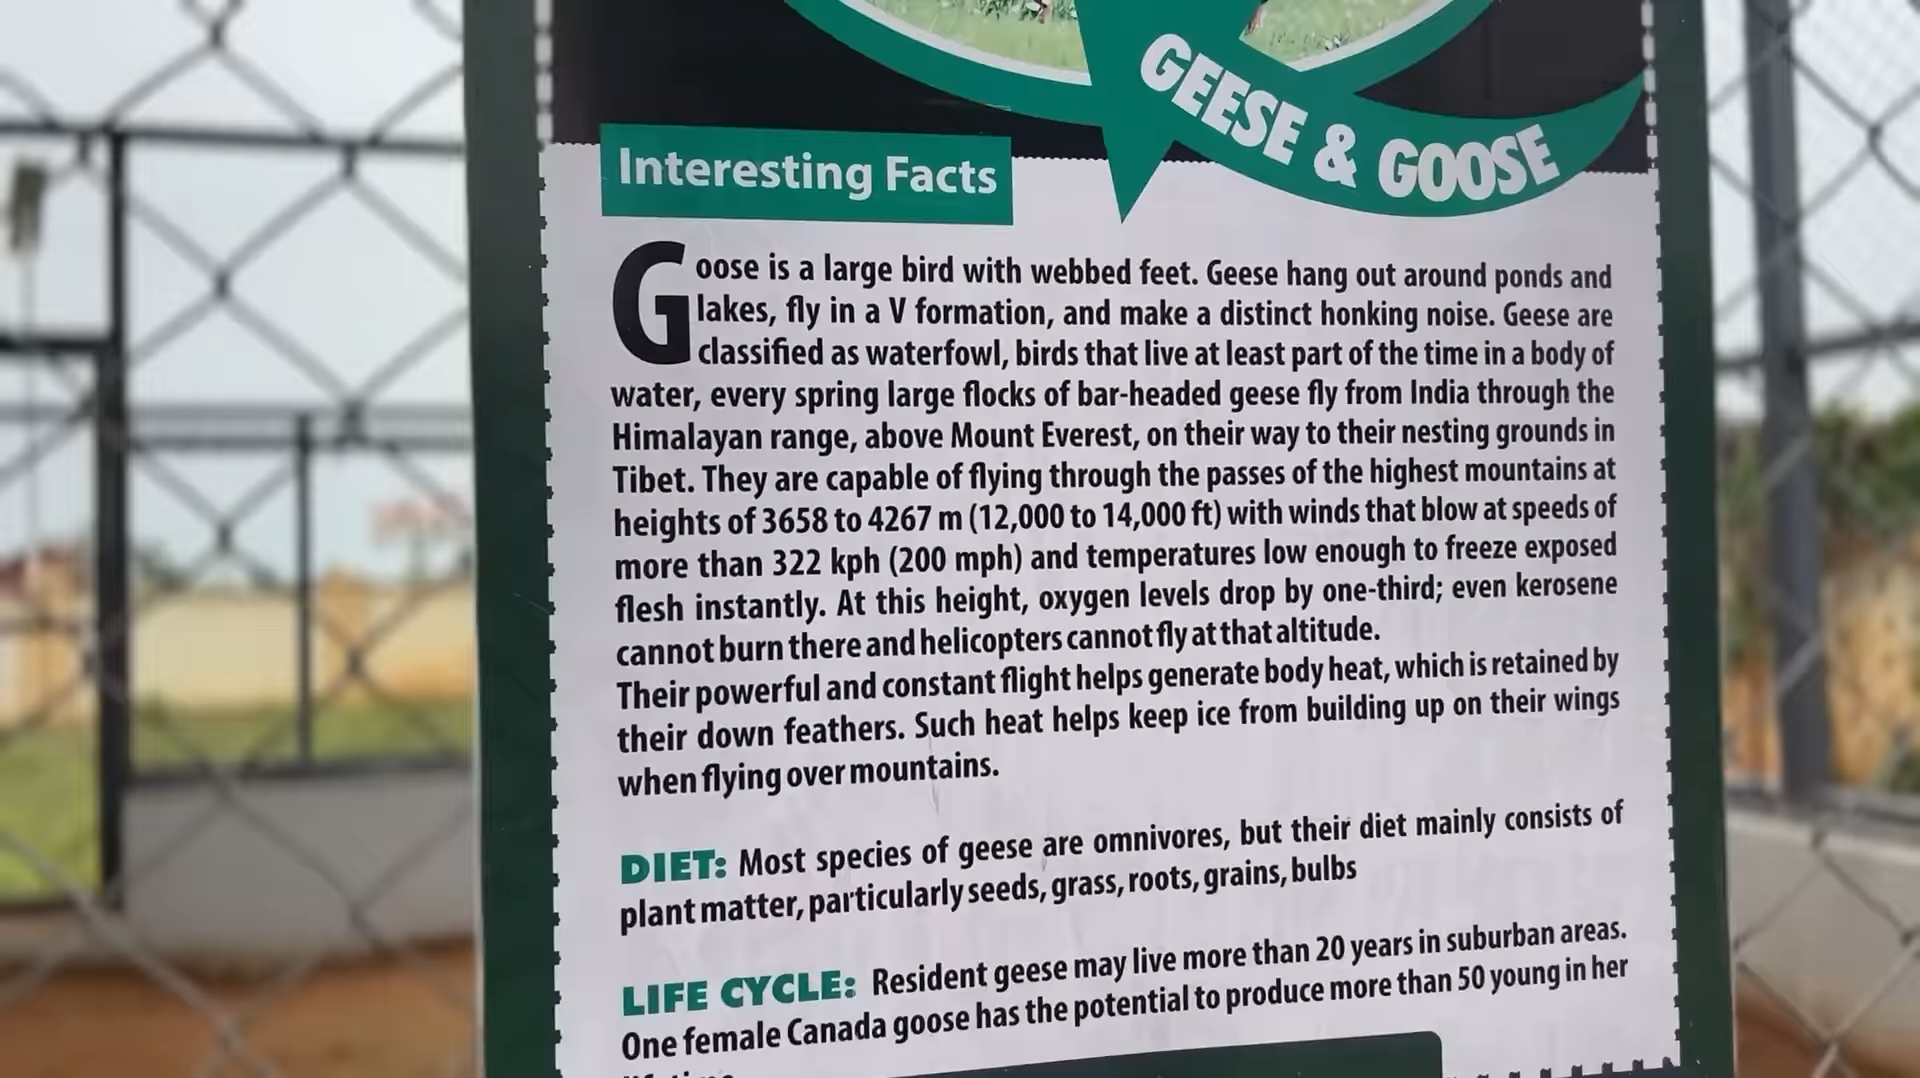 GEESE & GOOSE
Interesting Facts
Goose is a large bird with webbed feet. Geese hang out around ponds and
lakes, fly in a V formation, and make a distinct honking noise. Geese are
classified as waterfowl, birds that live at least part of the time in a body of
water, every spring large flocks of bar-headed geese fly from India through the
Himalayan range, above Mount Everest, on their way to their nesting grounds in
Tibet. They are capable of flying through the passes of the highest mountains at
heights of 3658 to 4267 m (12,000 to 14,000 ft) with winds that blow at speeds of
more than 322 kph (200 mph) and temperatures low enough to freeze exposed
flesh instantly. At this height, oxygen levels drop by one-third; even kerosene
cannot burn there and helicopters cannot fly at that altitude.
Their powerful and constant flight helps generate body heat, which is retained by
their down feathers. Such heat helps keep ice from building up on their wings
when flying over mountains.
DIET: Most species of geese are omnivores, but their diet mainly consists of
plant matter, particularly seeds, grass, roots, grains, bulbs
LIFE CYCLE: Resident geese may live more than 20 years in suburban areas.
One female Canada goose has the potential to produce more than 50 young in her